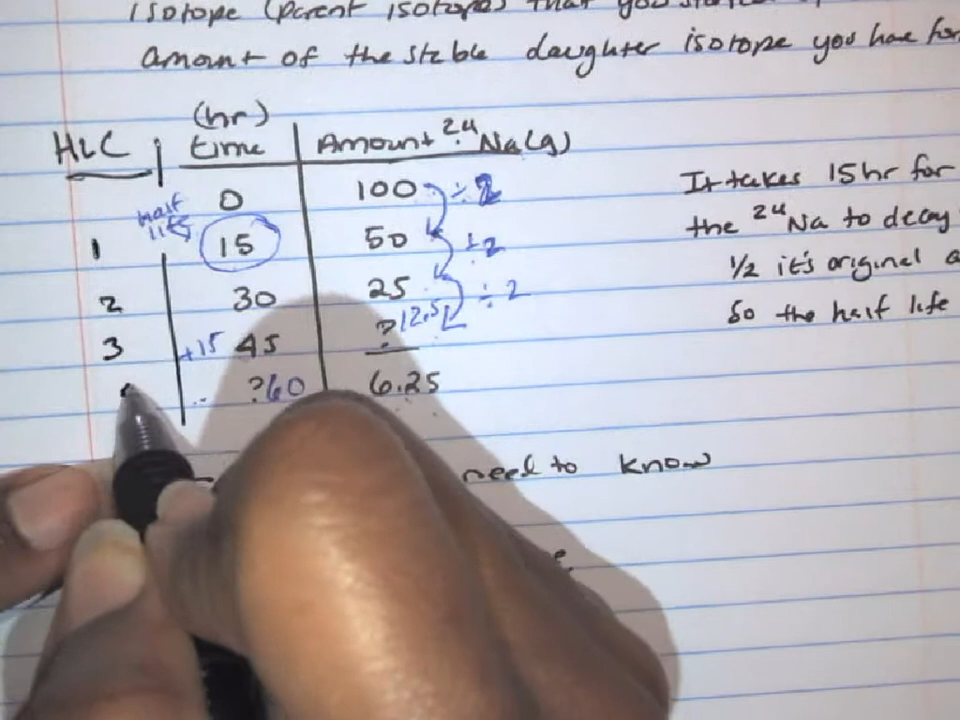 Isotope (parent isotope) that you
Amount of the stable daughter isotope you have
(hr)
HLC time Amount ²⁴Na(g)
0 100 ÷2
half life
1 15 50 ÷2
2 30 25 ÷2
3 +15 45 ? 12.5
?60 6.25
It takes 15hr for
the ²⁴Na to decay
1/2 it's original
So the half life
need to know